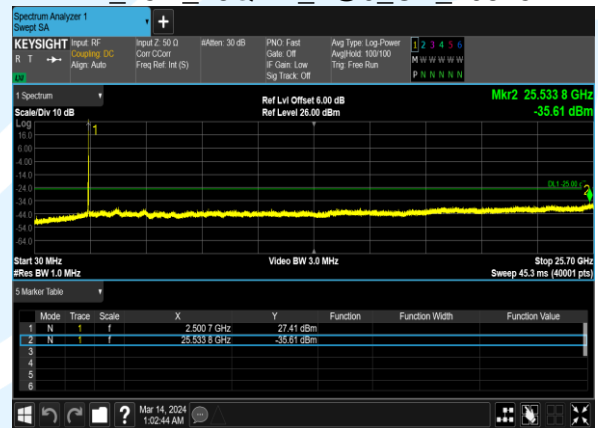 Spectrum Analyzer 1
Swept SA
+
KEYSIGHT
R T
LW
Input: RF
Coupling: DC
Align: Auto
Input Z: 50 Ω
Corr CCorr
Freq Ref: Int (S)
#Atten: 30 dB
PNO: Fast
Gate: Off
IF Gain: Low
Sig Track: Off
Avg Type: Log-Power
Avg|Hold: 100/100
Trig: Free Run
1 2 3 4 5 6
M W W W W W
P N N N N N
1 Spectrum
Scale/Div 10 dB
Ref Lvl Offset 6.00 dB
Ref Level 26.00 dBm
Mkr2 25.533 8 GHz
-35.61 dBm
Log
16.0
6.00
-4.00
-14.0
-24.0
-34.0
-44.0
-54.0
-64.0
1
DL1 -25.00
2
Start 30 MHz
#Res BW 1.0 MHz
Video BW 3.0 MHz
Stop 25.70 GHz
Sweep 45.3 ms (40001 pts)
5 Marker Table
Mode Trace Scale X Y Function Function Width Function Value
1 N 1 f 2.500 7 GHz 27.41 dBm
2 N 1 f 25.533 8 GHz -35.61 dBm
3
4
5
6
?
Mar 14, 2024
1:02:44 AM